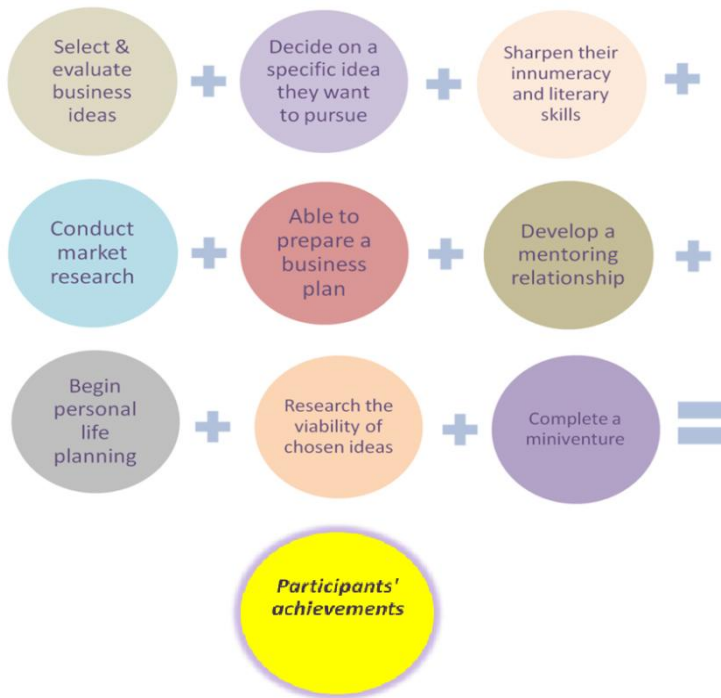 Select &
evaluate
business
ideas
Decide on a
specific idea
they want
to pursue
Sharpen their
innumeracy
and literary
skills
Conduct
market
research
Able to
prepare a
business
plan
Develop a
mentoring
relationship
Begin
personal
life
planning
Research the
viability of
chosen ideas
Complete a
miniventure
Participants'
achievements